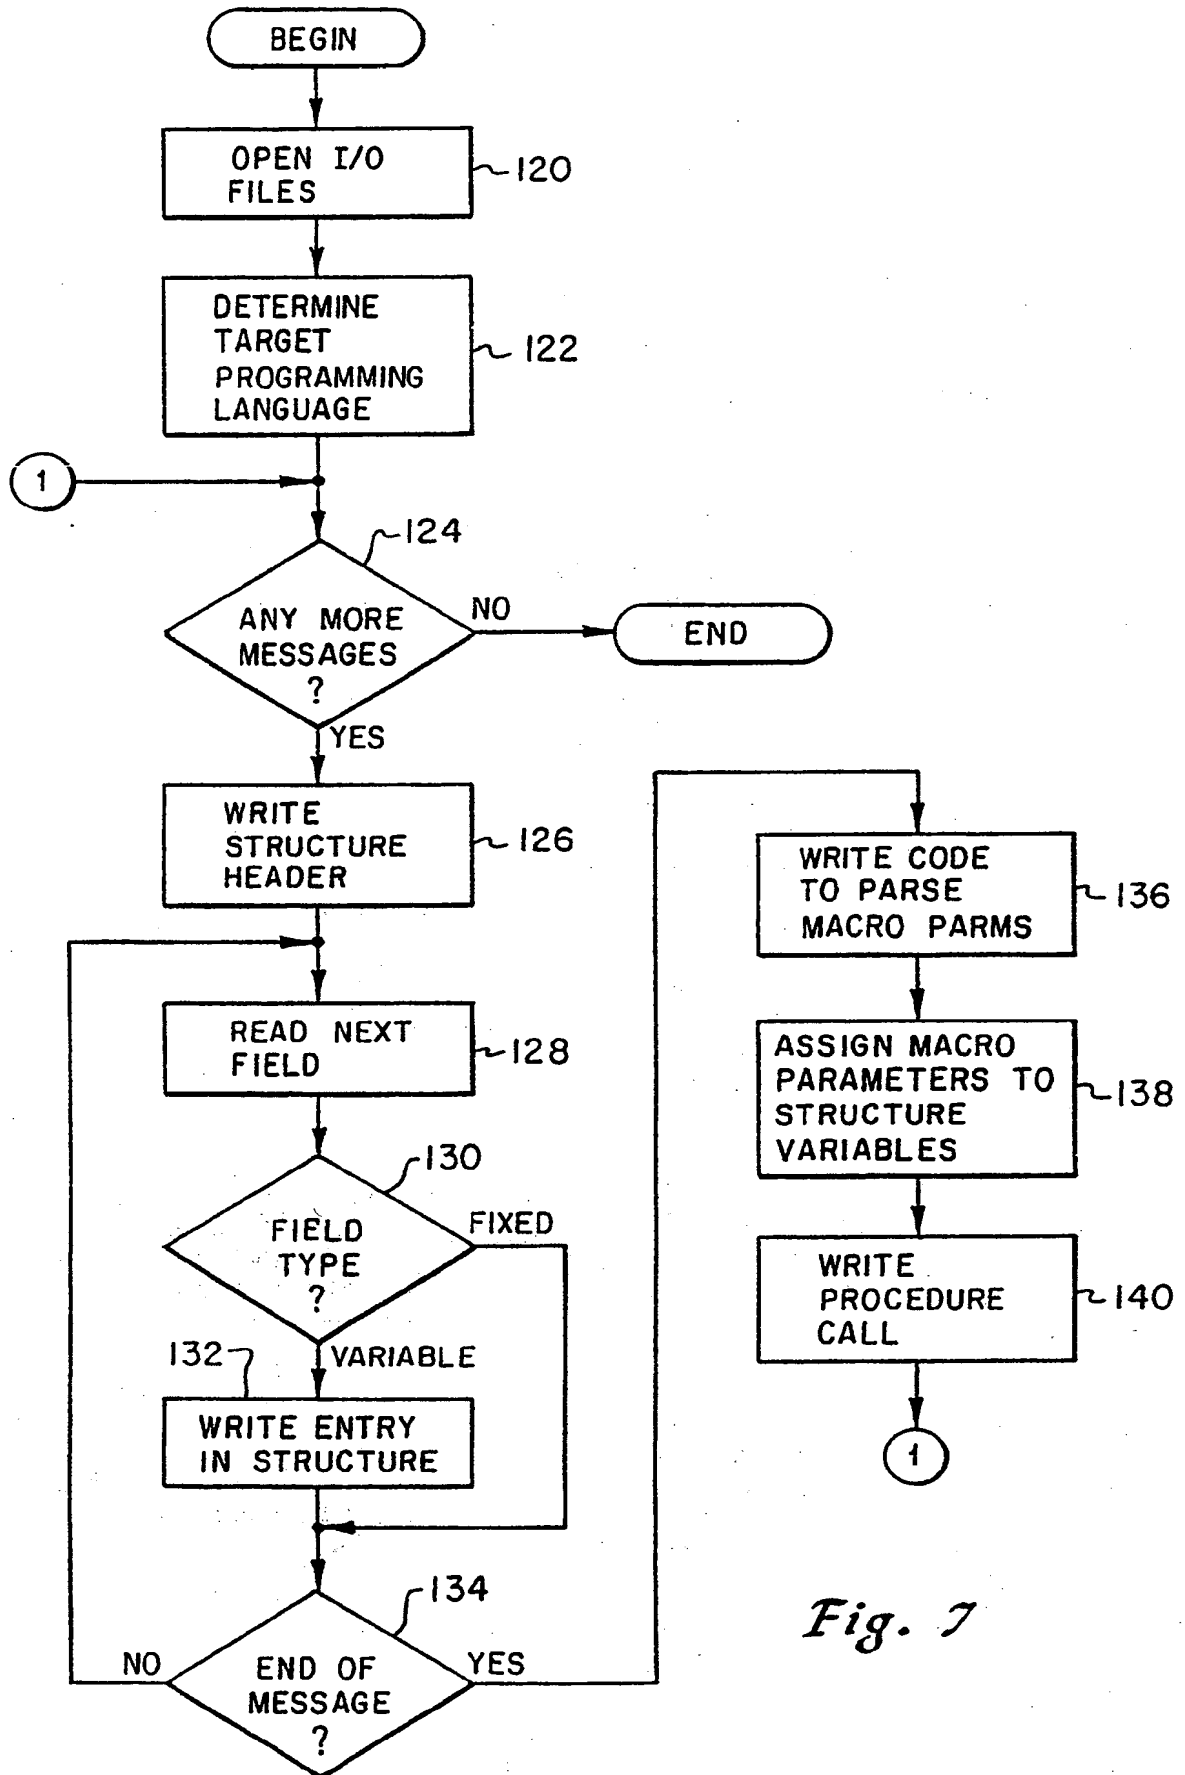 BEGIN
OPEN I/O
FILES
120
DETERMINE
TARGET
PROGRAMMING
LANGUAGE
122
1
124
ANY MORE
MESSAGES
?
NO
END
YES
WRITE
STRUCTURE
HEADER
126
READ NEXT
FIELD
128
130
FIELD
TYPE
?
FIXED
VARIABLE
132
WRITE ENTRY
IN STRUCTURE
134
END OF
MESSAGE
?
NO
YES
WRITE CODE
TO PARSE
MACRO PARMS
136
ASSIGN MACRO
PARAMETERS TO
STRUCTURE
VARIABLES
138
WRITE
PROCEDURE
CALL
140
1
Fig. 7